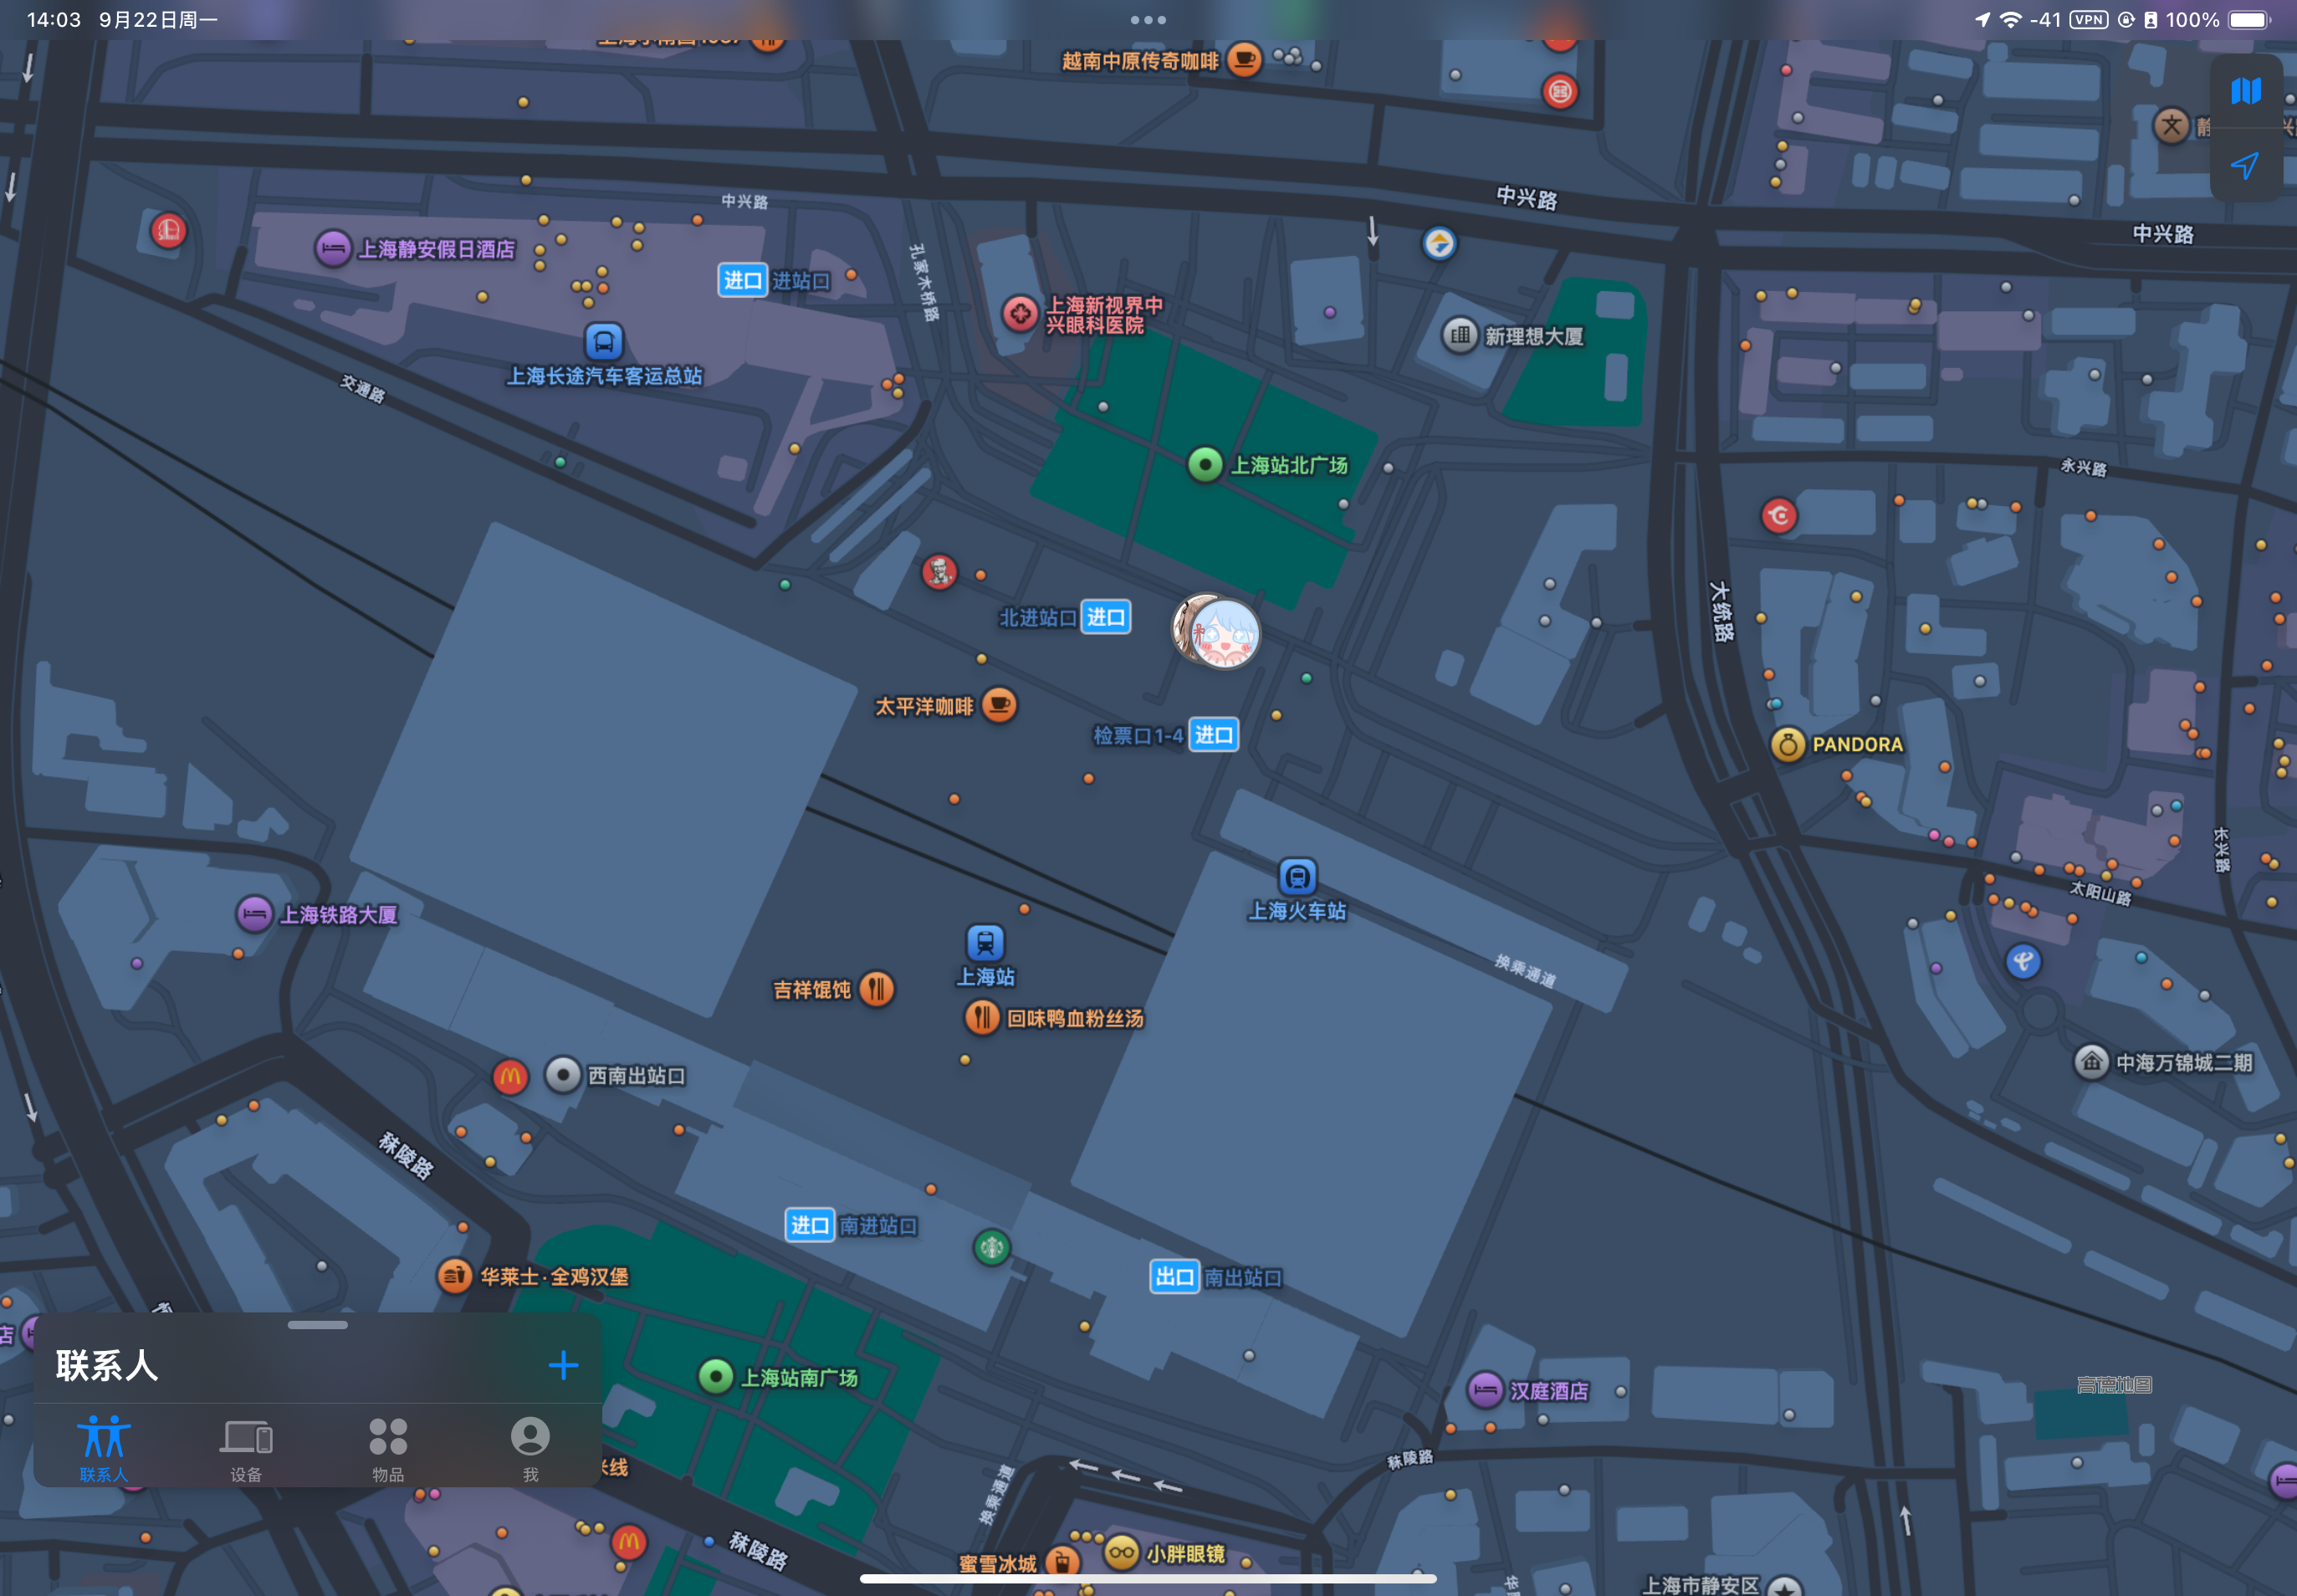 14:03 9月22日周一
-41 VPN 100%
越南中原传奇咖啡
中兴路
中兴路
中兴路
上海静安假日酒店
进口 进站口
孔家木桥路
上海新视界中
兴眼科医院
新理想大厦
上海长途汽车客运总站
交通路
上海站北广场
永兴路
大统路
北进站口 进口
太平洋咖啡
检票口1-4 进口
PANDORA
长兴路
太阳山路
上海铁路大厦
上海火车站
换乘通道
上海站
吉祥馄饨
回味鸭血粉丝汤
西南出站口
中海万锦城二期
秣陵路
进口 南进站口
华莱士·全鸡汉堡
出口 南出站口
店
联系人
上海站南广场
汉庭酒店
高德地图
联系人
设备
物品
我
米线
秣陵路
换乘通道
秣陵路
蜜雪冰城
小胖眼镜
上海市静安区